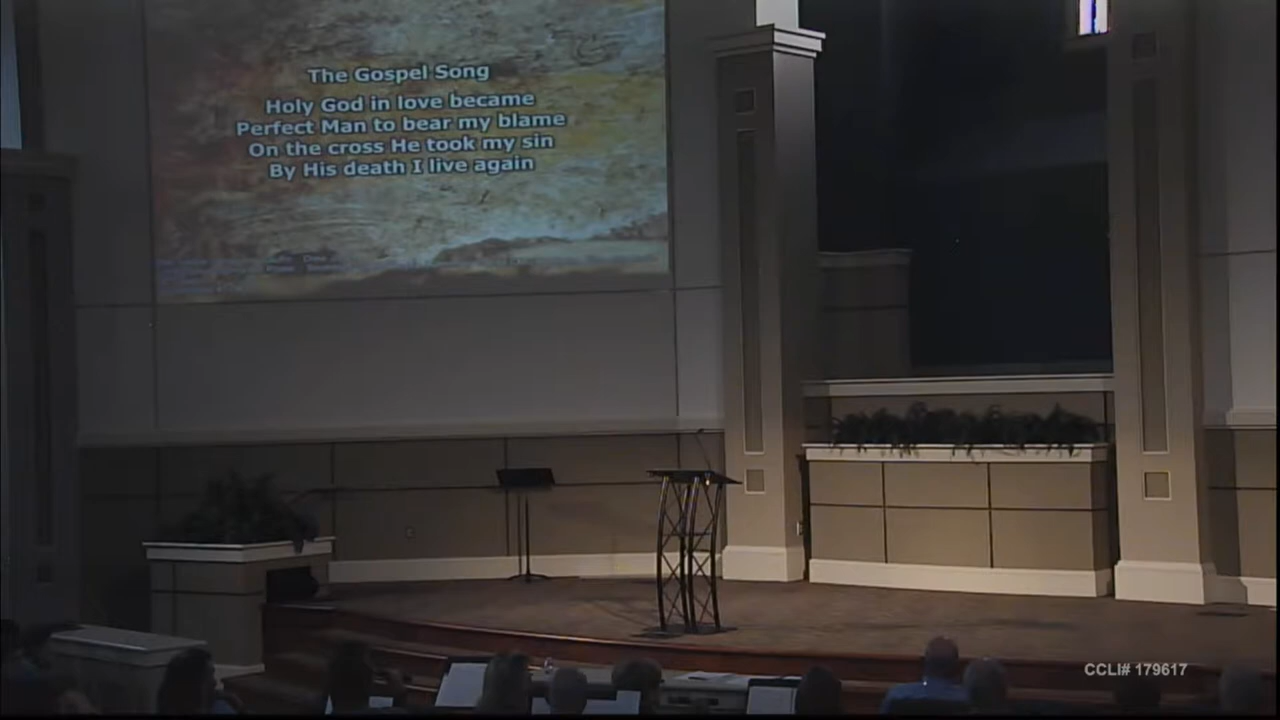 The Gospel Song
Holy God in love became
Perfect Man to bear my blame
On the cross He took my sin
By His death I live again
CCLI# 179617